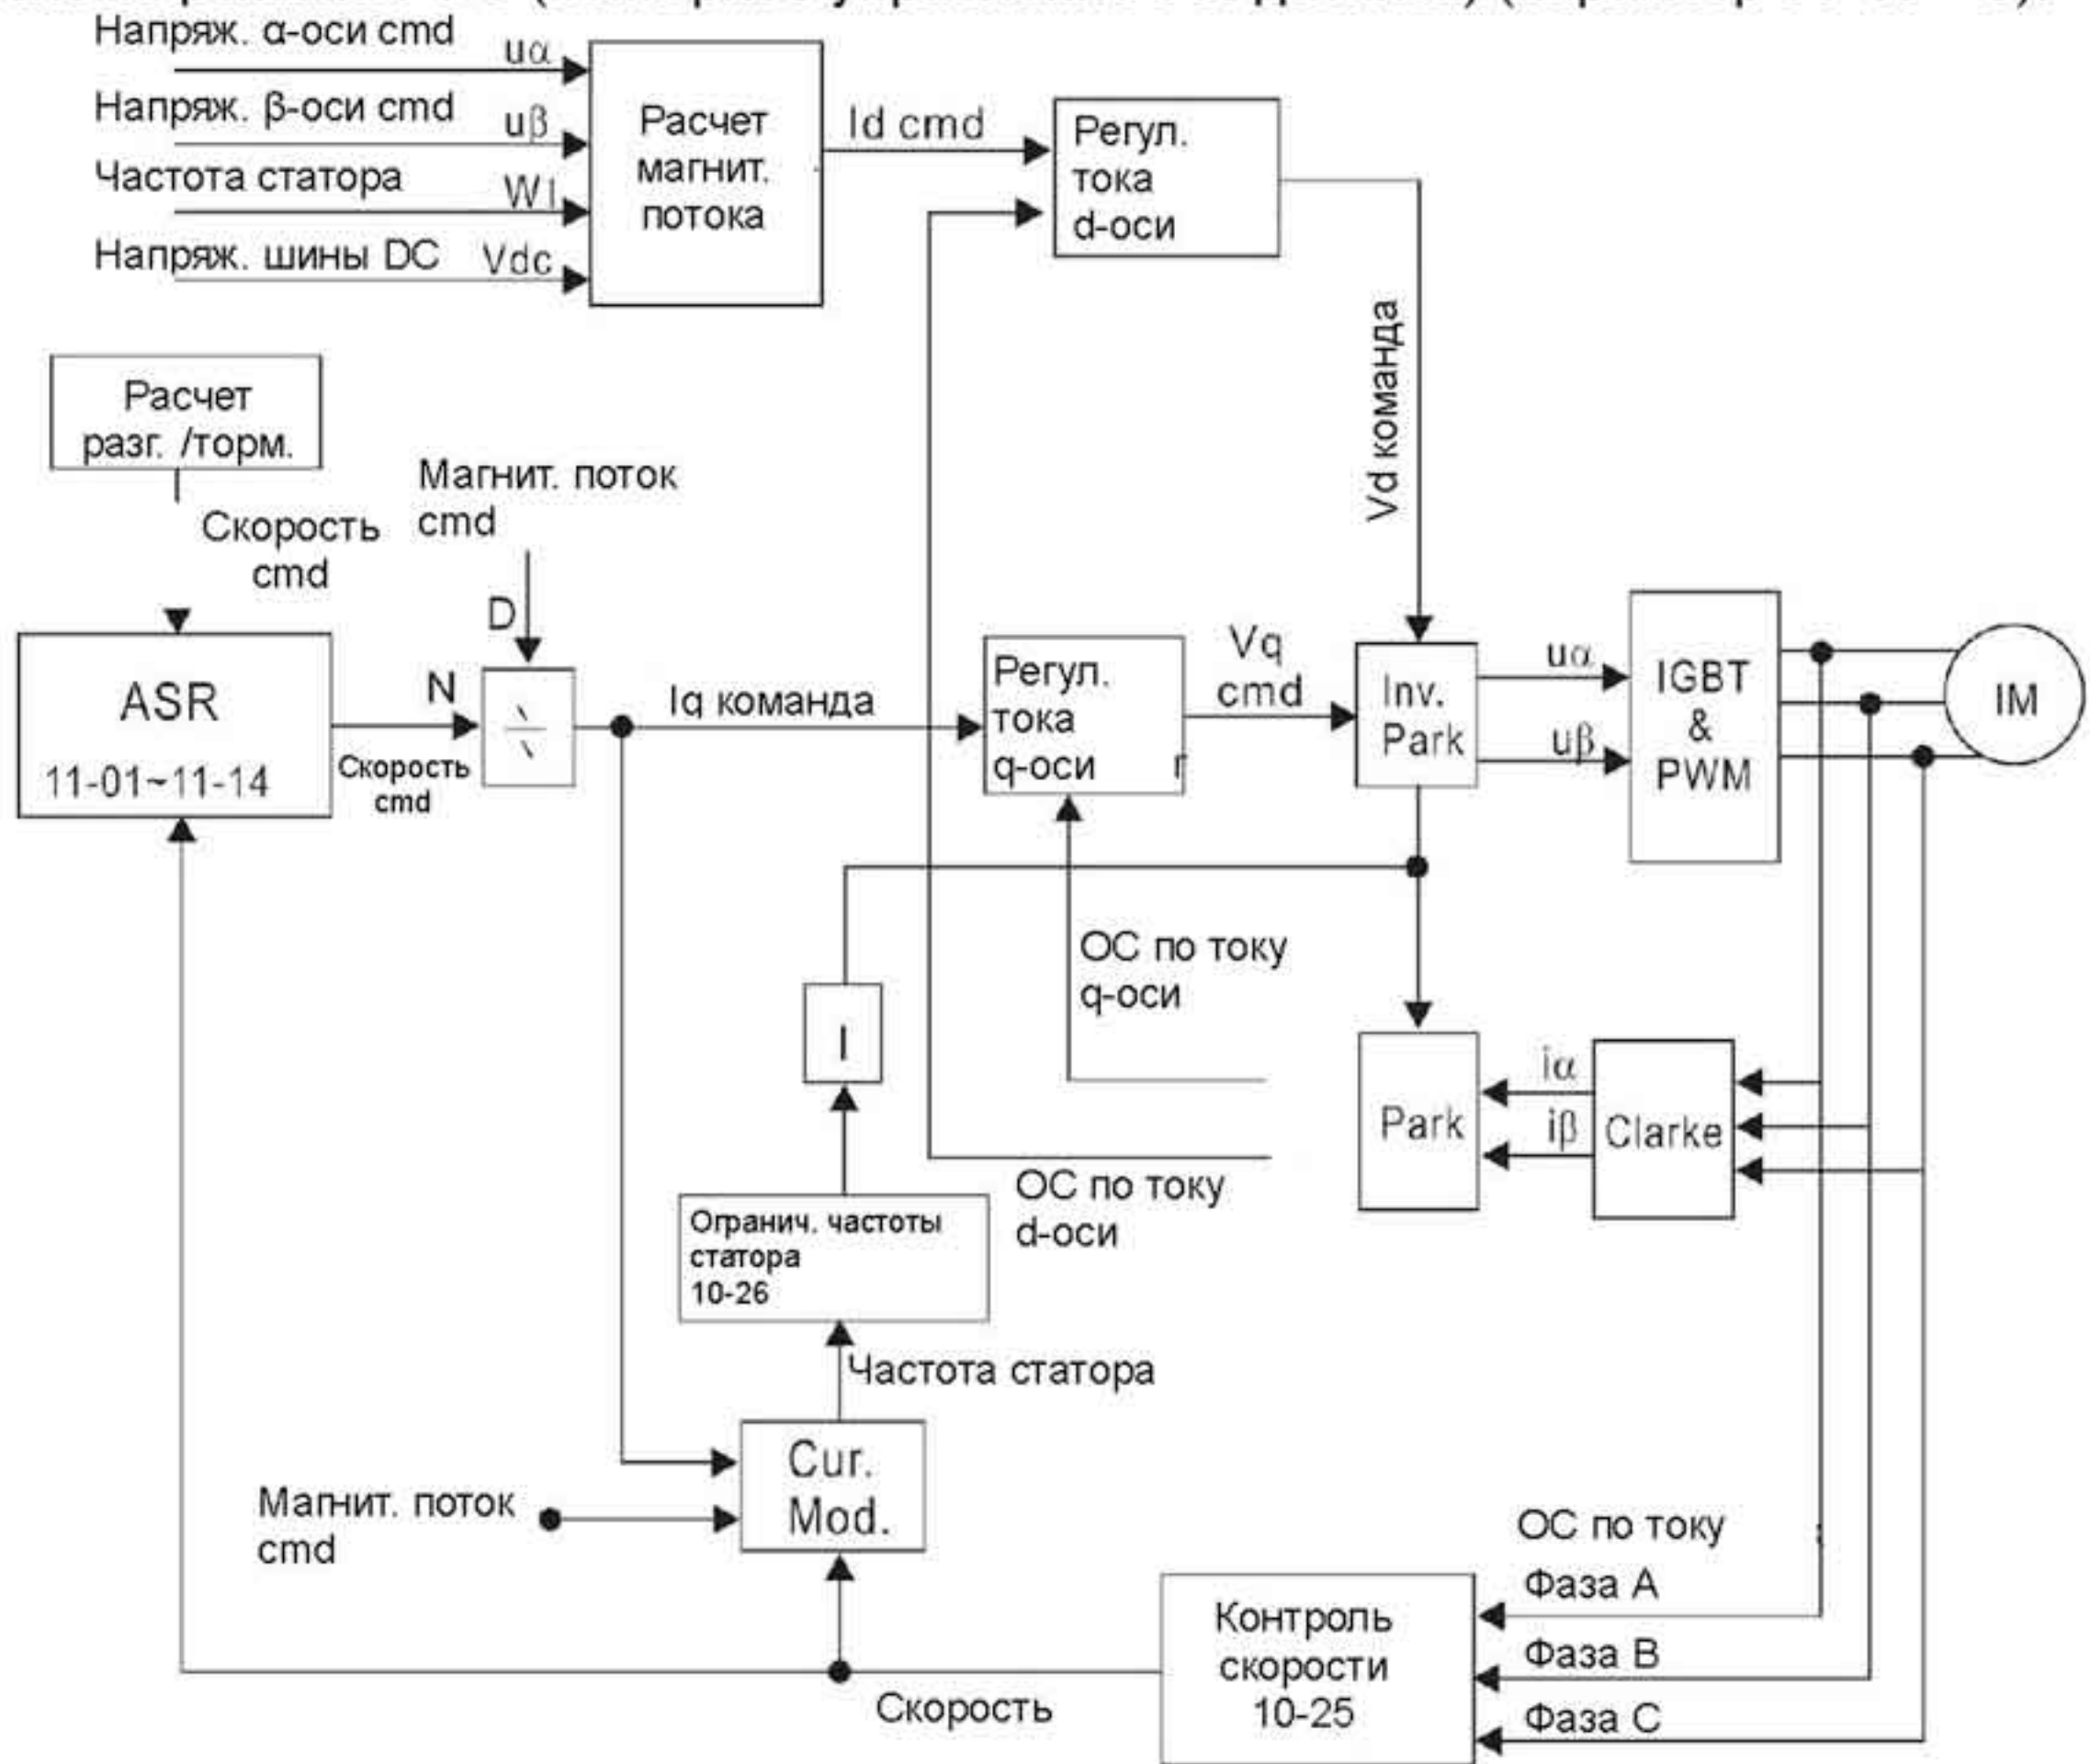 Напряж. α-оси cmd
uα
Напряж. β-оси cmd
uβ
Частота статора
W1
Напряж. шины DC
Vdc
Расчет
магнит.
потока
Id cmd
Регул.
тока
d-оси
Vd команда
Расчет
разг. /торм.
Скорость
cmd
Магнит. поток
cmd
D
ASR
11-01~11-14
N
Скорость
cmd
Iq команда
Регул.
тока
q-оси
Vq
cmd
Inv.
Park
uα
uβ
IGBT
&
PWM
IM
ОС по току
q-оси
I
Park
iα
iβ
Clarke
ОС по току
d-оси
Огранич. частоты
статора
10-26
Частота статора
Cur.
Mod.
Магнит. поток
cmd
ОС по току
Фаза A
Фаза B
Фаза C
Контроль
скорости
10-25
Скорость